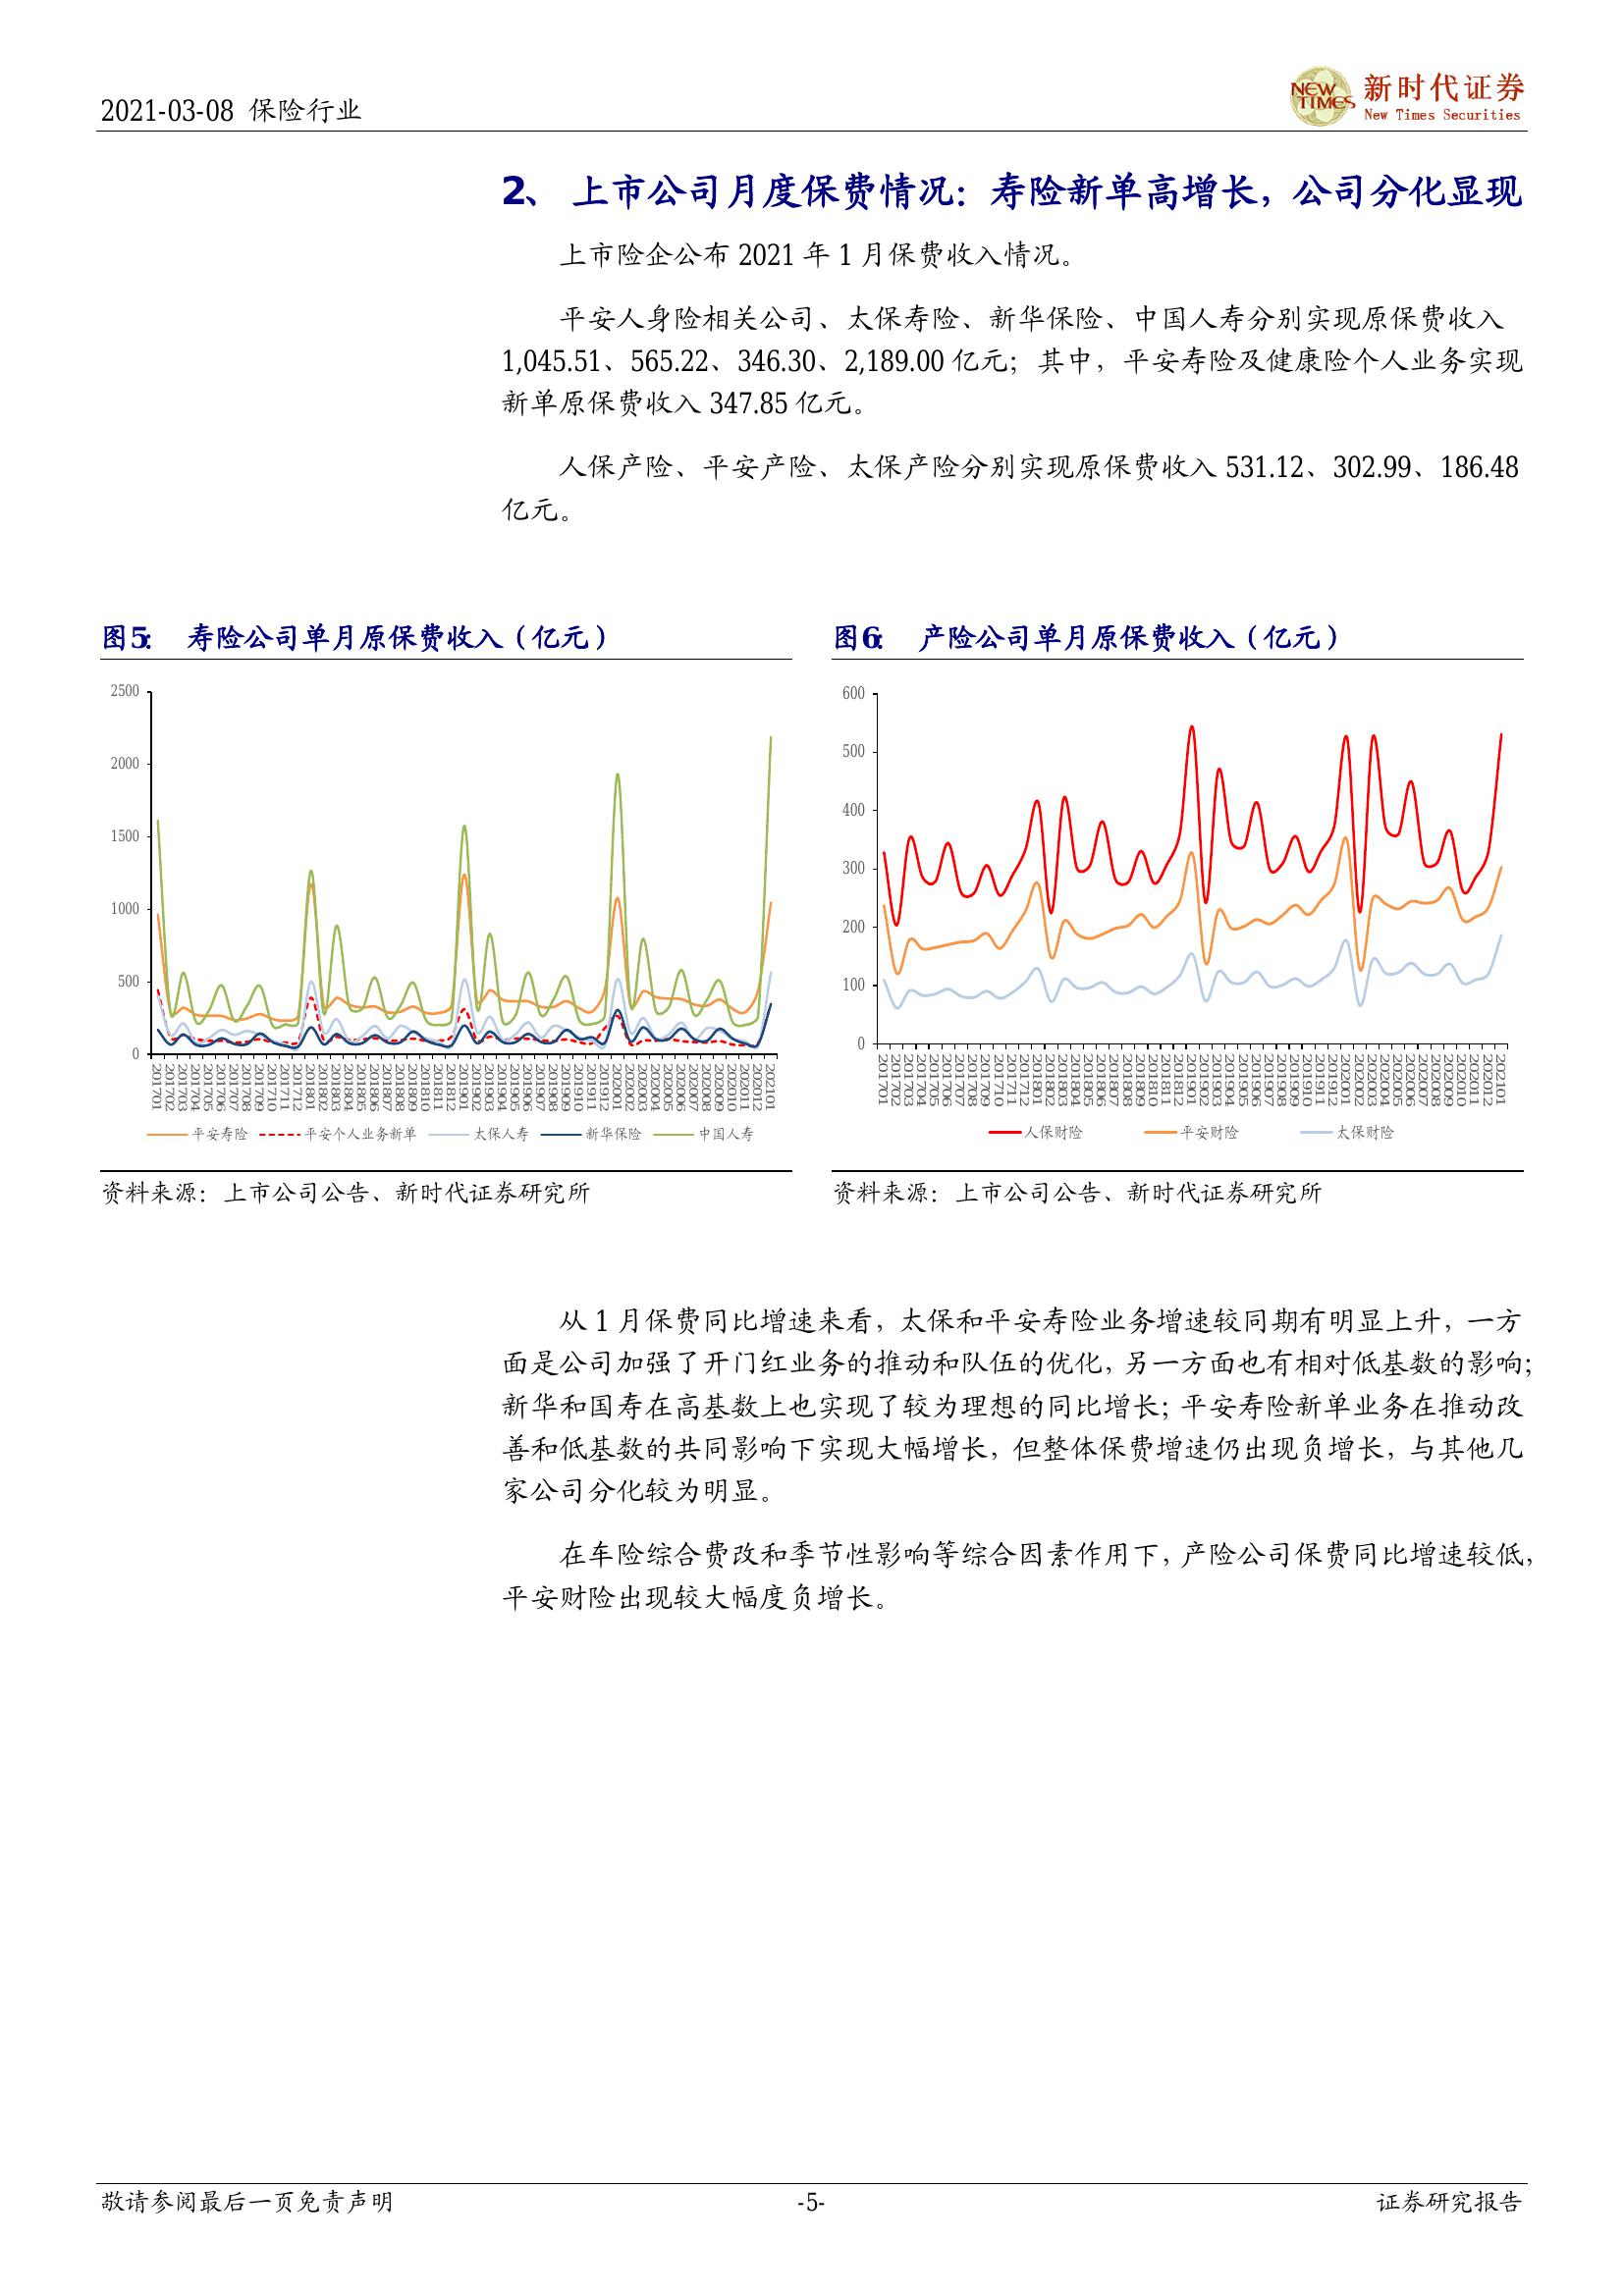 2021-03-08 保险行业
NEW TIMES
新时代证券
New Times Securities
2、 上市公司月度保费情况：寿险新单高增长，公司分化显现
上市险企公布 2021 年 1 月保费收入情况。
平安人身险相关公司、太保寿险、新华保险、中国人寿分别实现原保费收入
1,045.51、565.22、346.30、2,189.00 亿元；其中，平安寿险及健康险个人业务实现
新单原保费收入 347.85 亿元。
人保产险、平安产险、太保产险分别实现原保费收入 531.12、302.99、186.48
亿元。
图5： 寿险公司单月原保费收入（亿元）
2500
2000
1500
1000
500
0
201701 201702 201703 201704 201705 201706 201707 201708 201709 201710 201711 201712 201801 201802 201803 201804 201805 201806 201807 201808 201809 201810 201811 201812 201901 201902 201903 201904 201905 201906 201907 201908 201909 201910 201911 201912 202001 202002 202003 202004 202005 202006 202007 202008 202009 202010 202011 202012 202101
平安寿险 平安个人业务新单 太保人寿 新华保险 中国人寿
资料来源：上市公司公告、新时代证券研究所
图6： 产险公司单月原保费收入（亿元）
600
500
400
300
200
100
0
201701 201702 201703 201704 201705 201706 201707 201708 201709 201710 201711 201712 201801 201802 201803 201804 201805 201806 201807 201808 201809 201810 201811 201812 201901 201902 201903 201904 201905 201906 201907 201908 201909 201910 201911 201912 202001 202002 202003 202004 202005 202006 202007 202008 202009 202010 202011 202012 202101
人保财险 平安财险 太保财险
资料来源：上市公司公告、新时代证券研究所
从 1 月保费同比增速来看，太保和平安寿险业务增速较同期有明显上升，一方
面是公司加强了开门红业务的推动和队伍的优化，另一方面也有相对低基数的影响；
新华和国寿在高基数上也实现了较为理想的同比增长；平安寿险新单业务在推动改
善和低基数的共同影响下实现大幅增长，但整体保费增速仍出现负增长，与其他几
家公司分化较为明显。
在车险综合费改和季节性影响等综合因素作用下，产险公司保费同比增速较低，
平安财险出现较大幅度负增长。
敬请参阅最后一页免责声明
-5-
证券研究报告